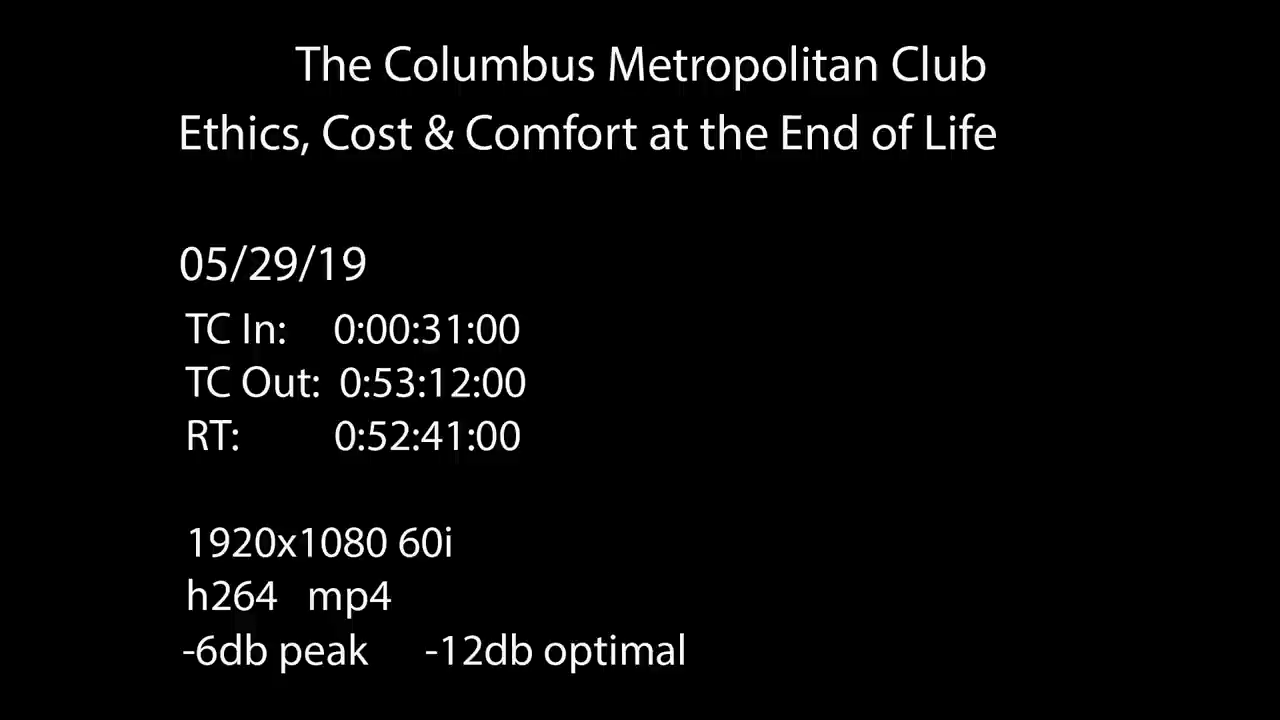 The Columbus Metropolitan Club
Ethics, Cost & Comfort at the End of Life
05/29/19
TC In: 0:00:31:00
TC Out: 0:53:12:00
RT: 0:52:41:00
1920x1080 60i
h264 mp4
-6db peak -12db optimal